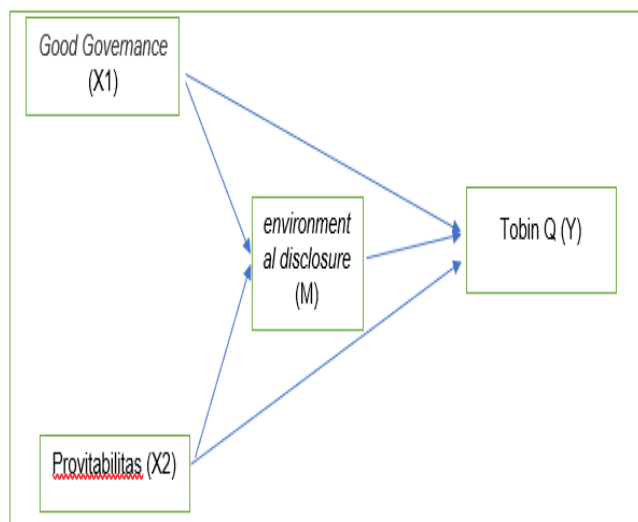 Good Governance
(X1)
environment
al disclosure
(M)
Tobin Q (Y)
Provitabilitas (X2)